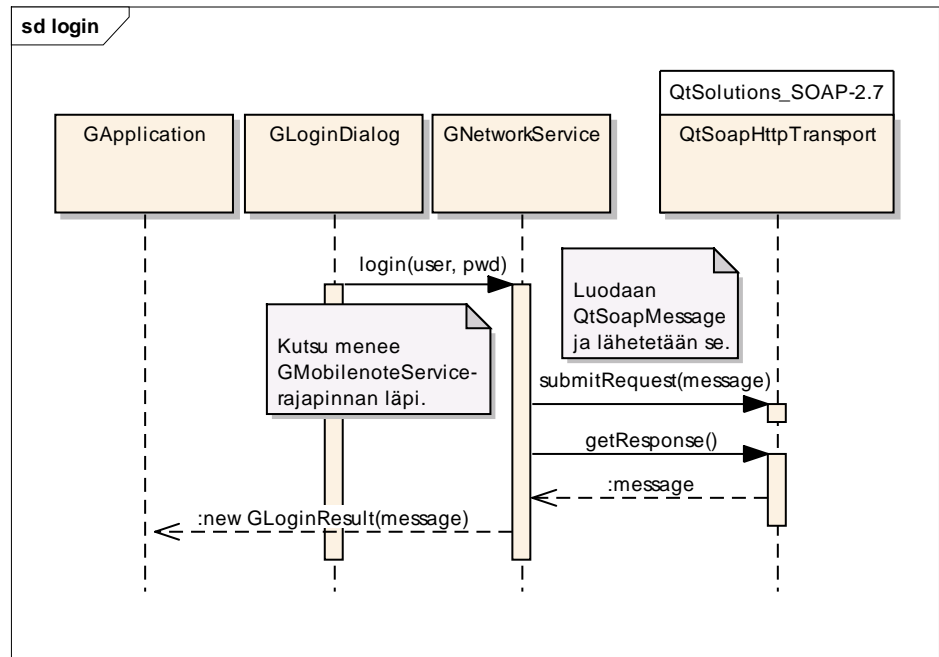 sd login
QtSolutions_SOAP-2.7
GApplication
GLoginDialog
GNetworkService
QtSoapHttpTransport
login(user, pwd)
Luodaan
QtSoapMessage
ja lähetetään se.
Kutsu menee
GMobilenoteService-
rajapinnan läpi.
submitRequest(message)
getResponse()
:message
:new GLoginResult(message)